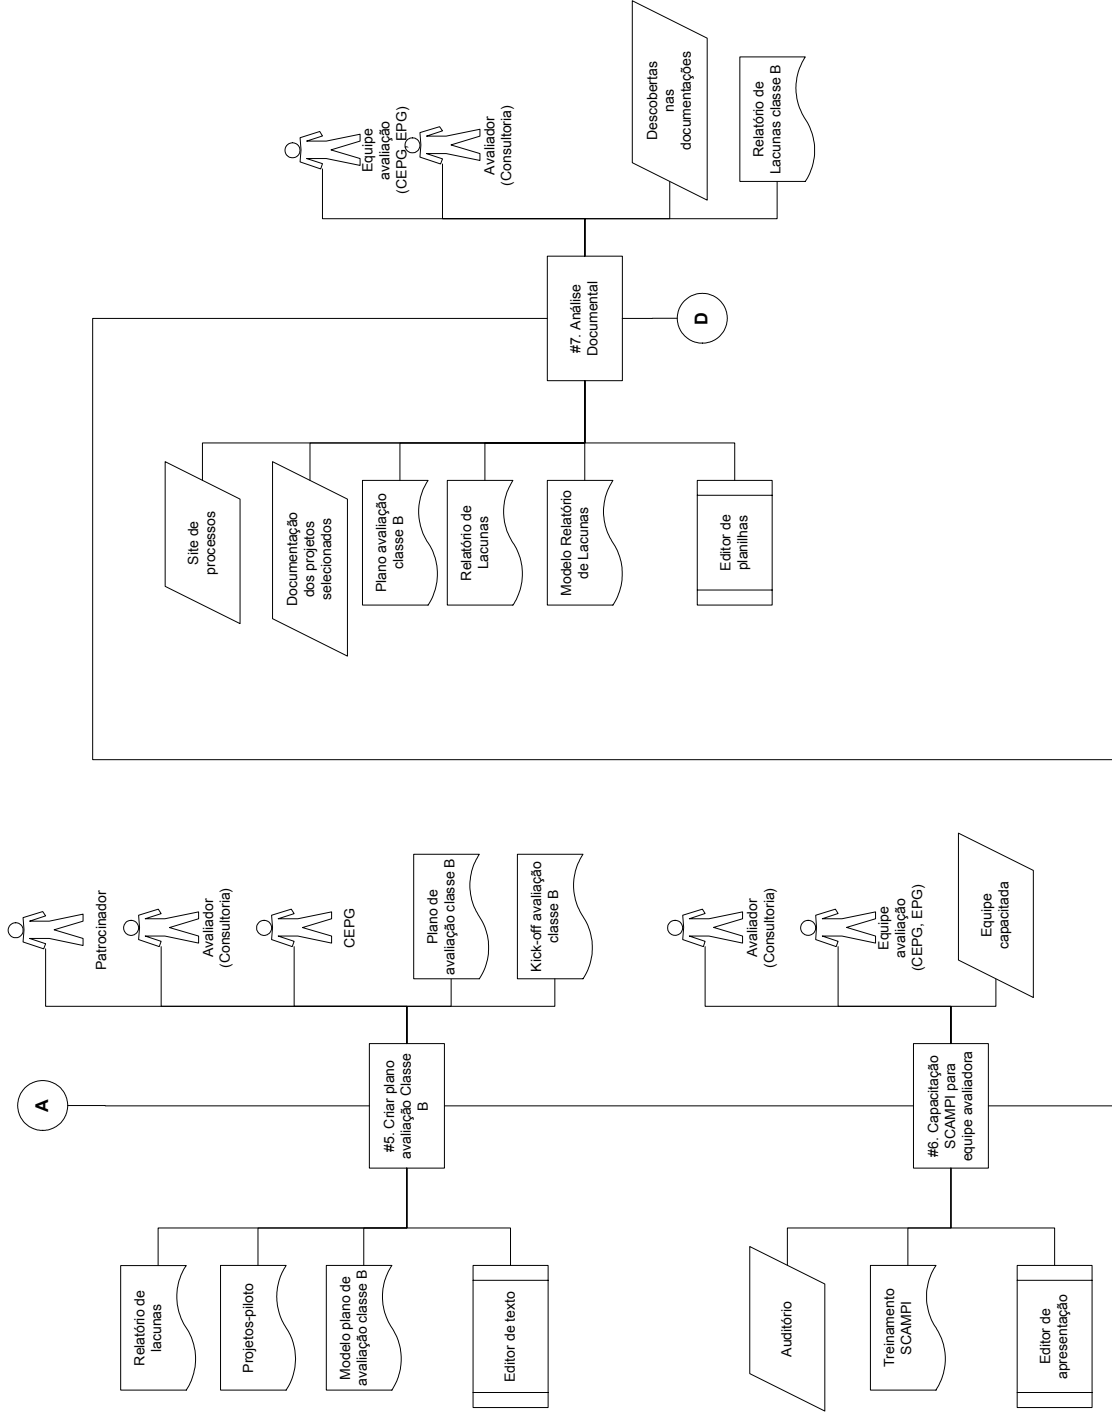 A
Relatório de
lacunas
Projetos-piloto
Modelo plano de
avaliação classe B
Editor de texto
#5. Criar plano
avaliação Classe
B
Patrocinador
Avaliador
(Consultoria)
CEPG
Plano de
avaliação classe B
Kick-off avaliação
classe B
Auditório
Treinamento
SCAMPI
Editor de
apresentação
#6. Capacitação
SCAMPI para
equipe avaliadora
Avaliador
(Consultoria)
Equipe
avaliação
(CEPG, EPG)
Equipe
capacitada
Site de
processos
Documentação
dos projetos
selecionados
Plano avaliação
classe B
Relatório de
Lacunas
Modelo Relatório
de Lacunas
Editor de
planilhas
#7. Análise
Documental
D
Equipe
avaliação
(CEPG, EPG)
Avaliador
(Consultoria)
Descobertas
nas
documentações
Relatório de
Lacunas classe B